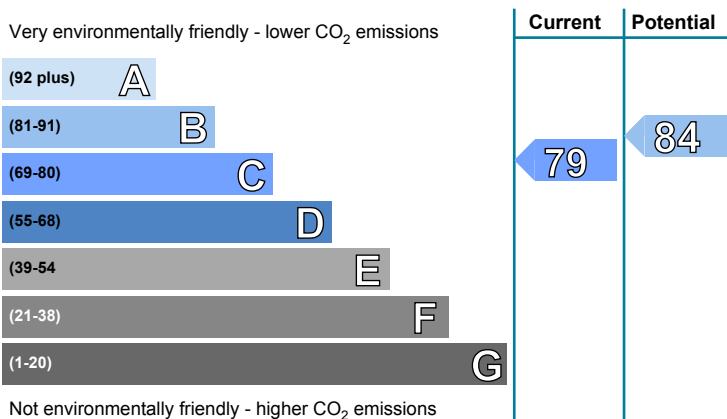 Current Potential
Very environmentally friendly - lower CO2 emissions
(92 plus) A
(81-91) B
84
(69-80) C
79
(55-68) D
(39-54 E
(21-38) F
(1-20) G
Not environmentally friendly - higher CO2 emissions